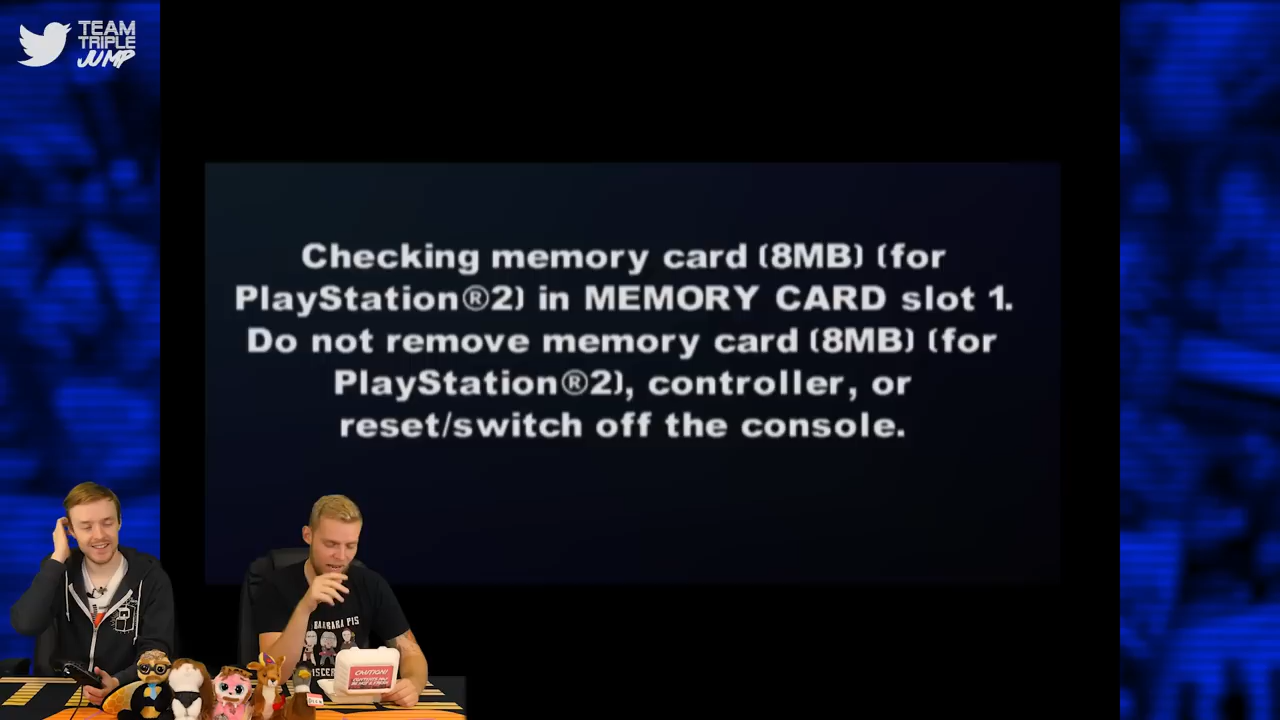 TEAM
TRIPLE
JUMP
Checking memory card (8MB) (for
PlayStation®2) in MEMORY CARD slot 1.
Do not remove memory card (8MB) (for
PlayStation®2), controller, or
reset/switch off the console.
CAUTION!